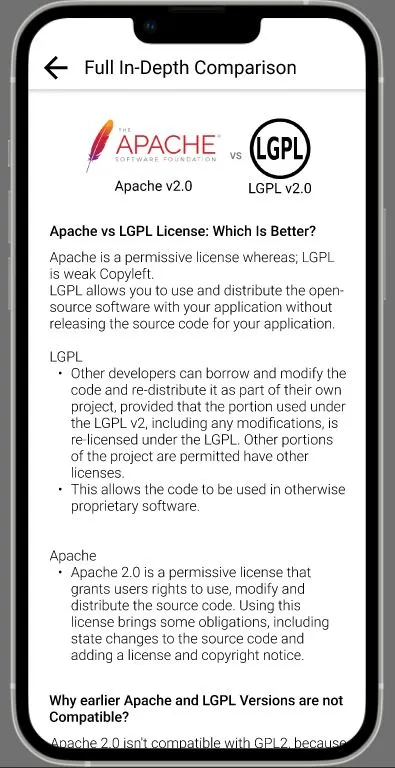 Full In-Depth Comparison
THE
APACHE
SOFTWARE FOUNDATION
vs
LGPL
Apache v2.0
LGPL v2.0
Apache vs LGPL License: Which Is Better?
Apache is a permissive license whereas; LGPL
is weak Copyleft.
LGPL allows you to use and distribute the open-
source software with your application without
releasing the source code for your application.
LGPL
• Other developers can borrow and modify the
code and re-distribute it as part of their own
project, provided that the portion used under
the LGPL v2, including any modifications, is
re-licensed under the LGPL. Other portions
of the project are permitted have other
licenses.
• This allows the code to be used in otherwise
proprietary software.
Apache
• Apache 2.0 is a permissive license that
grants users rights to use, modify and
distribute the source code. Using this
license brings some obligations, including
state changes to the source code and
adding a license and copyright notice.
Why earlier Apache and LGPL Versions are not
Compatible?
Apache 2.0 isn't compatible with GPL2, because